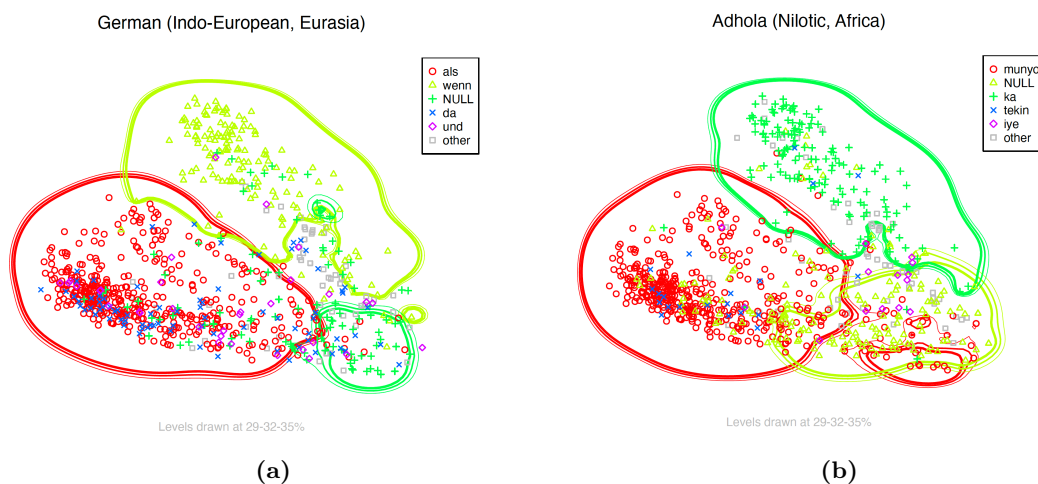 German (Indo-European, Eurasia)
als
wenn
NULL
da
und
other
Levels drawn at 29-32-35%
(a)
Adhola (Nilotic, Africa)
munyo
NULL
ka
tekin
iye
other
Levels drawn at 29-32-35%
(b)